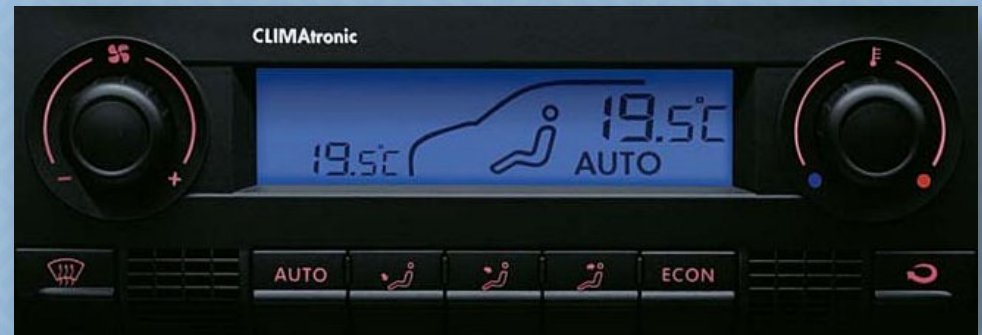 CLIMAtronic
19.5°C
19.5°C
AUTO
- +
AUTO
ECON